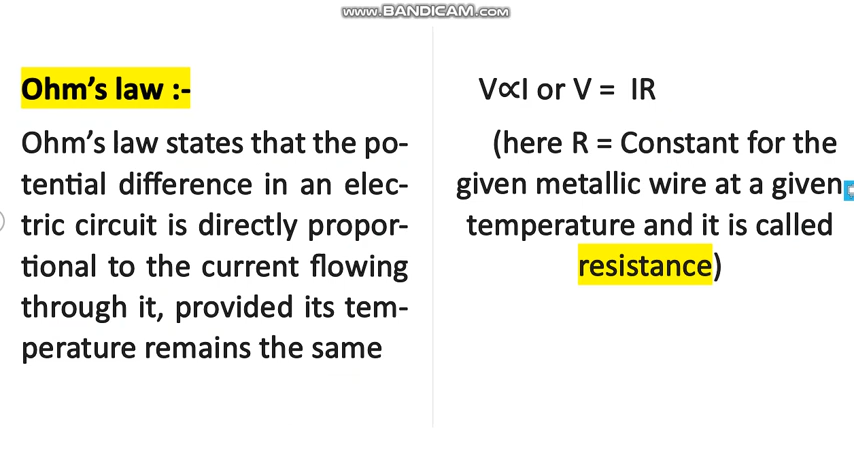 www.BANDICAM.com
Ohm’s law :-
Ohm’s law states that the po-
tential difference in an elec-
tric circuit is directly propor-
tional to the current flowing
through it, provided its tem-
perature remains the same
V∝I or V = IR
(here R = Constant for the
given metallic wire at a given
temperature and it is called
resistance)